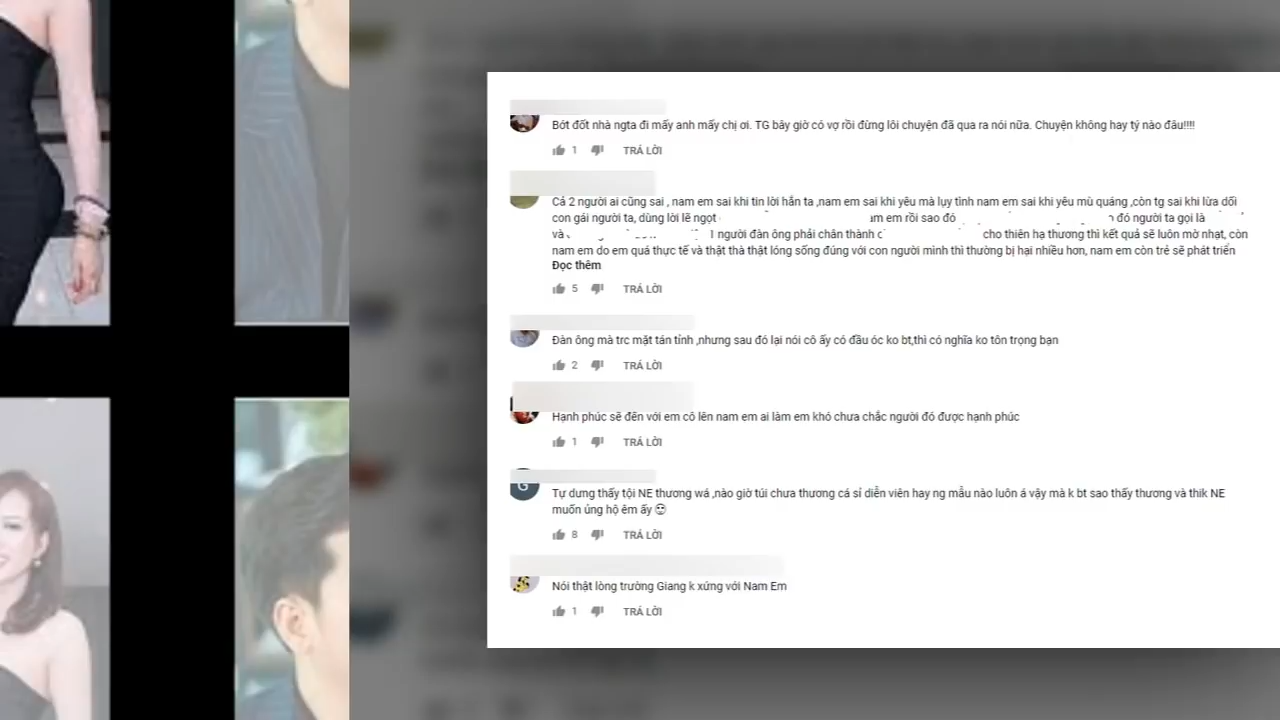 Bớt đốt nhà ngta đi mấy anh mấy chị ơi. TG bây giờ có vợ rồi đừng lôi chuyện đã qua ra nói nữa. Chuyện không hay tý nào đâu!!!!
1 TRẢ LỜI
Cả 2 người ai cũng sai , nam em sai khi tin lời hắn ta ,nam em sai khi yêu mà lụy tình nam em sai khi yêu mù quáng ,còn tg sai khi lừa dối
con gái người ta, dùng lời lẽ ngọt em rồi sao đó đó người ta gọi là
và 1 người đàn ông phải chân thành cho thiên hạ thương thì kết quả sẽ luôn mờ nhạt, còn
nam em do em quá thực tế và thật thà thật lóng sống đúng với con người mình thì thường bị hại nhiều hơn, nam em còn trẻ sẽ phát triển
Đọc thêm
5 TRẢ LỜI
Đàn ông mà trc mặt tán tỉnh ,nhưng sau đó lại nói cô ấy có đầu óc ko bt,thì có nghĩa ko tôn trọng bạn
2 TRẢ LỜI
Hạnh phúc sẽ đến với em cố lên nam em ai làm em khó chưa chắc người đó được hạnh phúc
1 TRẢ LỜI
G
Tự dưng thấy tội NE thương wá ,nào giờ túi chưa thương cá sỉ diễn viên hay ng mẫu nào luôn á vậy mà k bt sao thấy thương và thik NE
muốn ủng hộ êm ấy
8 TRẢ LỜI
Nói thật lòng trường Giang k xứng với Nam Em
1 TRẢ LỜI